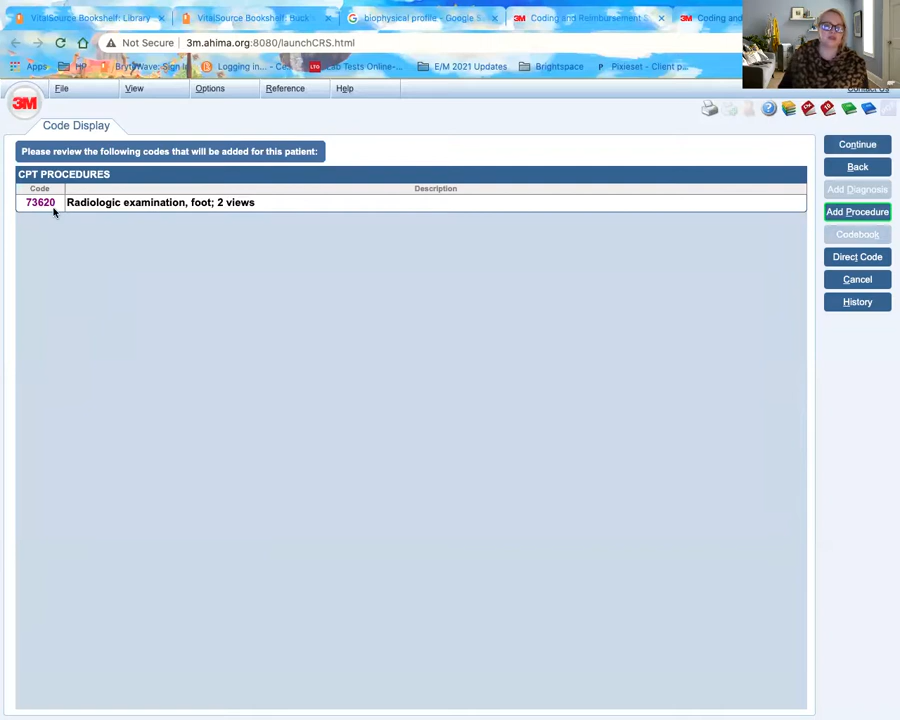 VitalSource Bookshelf: Library
VitalSource Bookshelf: Buck's
biophysical profile - Google S
Coding and Reimbursement S
Coding and
Not Secure 3m.ahima.org:8080/launchCRS.html
Apps HP BrytWave, Sign In Logging in... - Ce LTO Lab Tests Online- E/M 2021 Updates Brightspace P Pixieset - Client p...
File View Options Reference Help Contact Us
3M
Code Display
Please review the following codes that will be added for this patient:
CPT PROCEDURES
Code Description
73620 Radiologic examination, foot; 2 views
Continue
Back
Add Diagnosis
Add Procedure
Codebook
Direct Code
Cancel
History